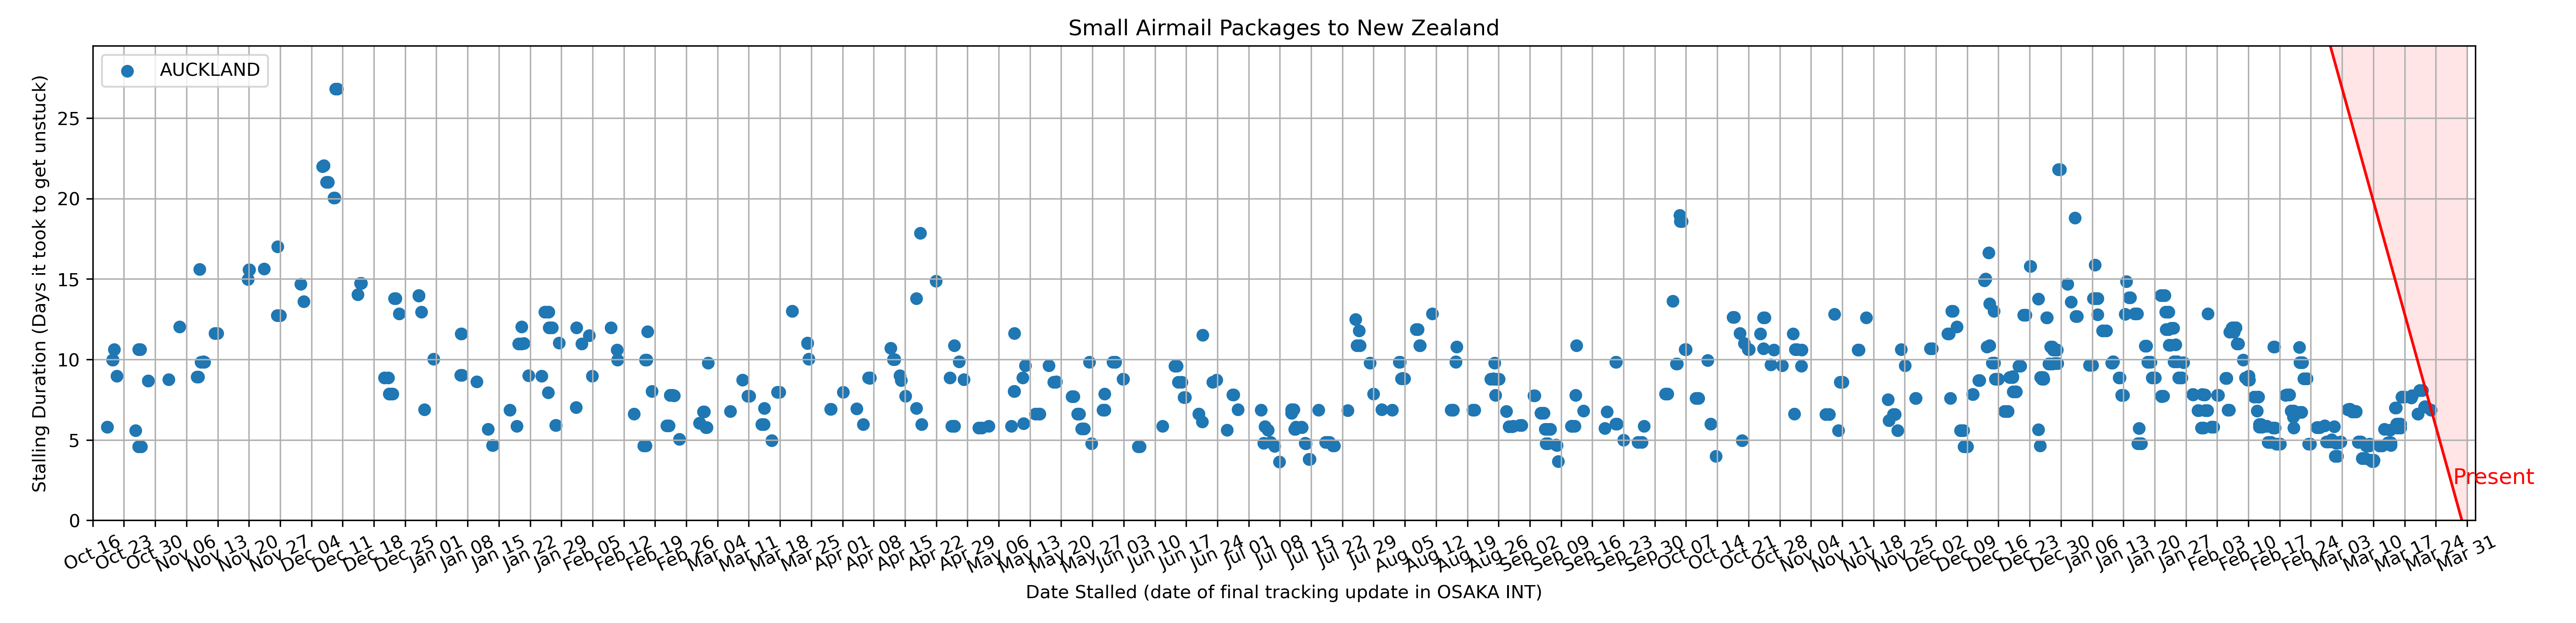 Small Airmail Packages to New Zealand
AUCKLAND
Stalling Duration (Days it took to get unstuck)
25
20
15
10
5
0
Present
Oct 16 Oct 23 Oct 30 Nov 06 Nov 13 Nov 20 Nov 27 Dec 04 Dec 11 Dec 18 Dec 25 Jan 01 Jan 08 Jan 15 Jan 22 Jan 29 Feb 05 Feb 12 Feb 19 Feb 26 Mar 04 Mar 11 Mar 18 Mar 25 Apr 01 Apr 08 Apr 15 Apr 22 Apr 29 May 06 May 13 May 20 May 27 Jun 03 Jun 10 Jun 17 Jun 24 Jul 01 Jul 08 Jul 15 Jul 22 Jul 29 Aug 05 Aug 12 Aug 19 Aug 26 Sep 02 Sep 09 Sep 16 Sep 23 Sep 30 Oct 07 Oct 14 Oct 21 Oct 28 Nov 04 Nov 11 Nov 18 Nov 25 Dec 02 Dec 09 Dec 16 Dec 23 Dec 30 Jan 06 Jan 13 Jan 20 Jan 27 Feb 03 Feb 10 Feb 17 Feb 24 Mar 03 Mar 10 Mar 17 Mar 24 Mar 31
Date Stalled (date of final tracking update in OSAKA INT)